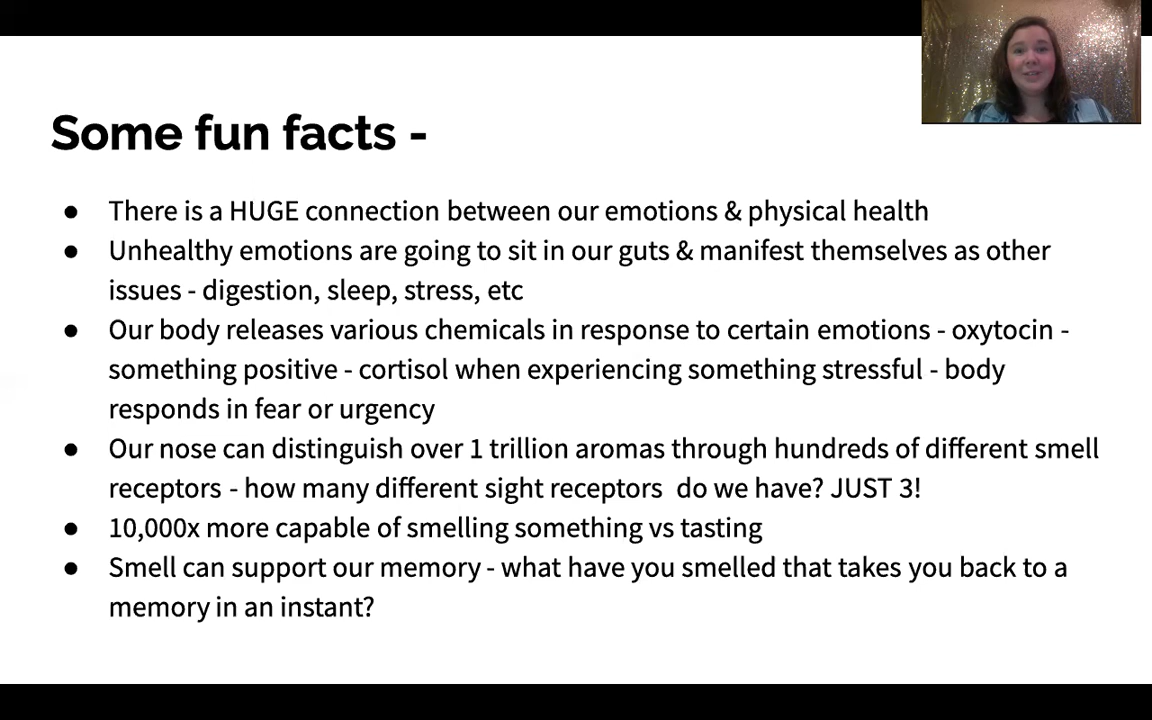 Some fun facts -
● There is a HUGE connection between our emotions & physical health
● Unhealthy emotions are going to sit in our guts & manifest themselves as other
issues - digestion, sleep, stress, etc
● Our body releases various chemicals in response to certain emotions - oxytocin -
something positive - cortisol when experiencing something stressful - body
responds in fear or urgency
● Our nose can distinguish over 1 trillion aromas through hundreds of different smell
receptors - how many different sight receptors  do we have? JUST 3!
● 10,000x more capable of smelling something vs tasting
● Smell can support our memory - what have you smelled that takes you back to a
memory in an instant?